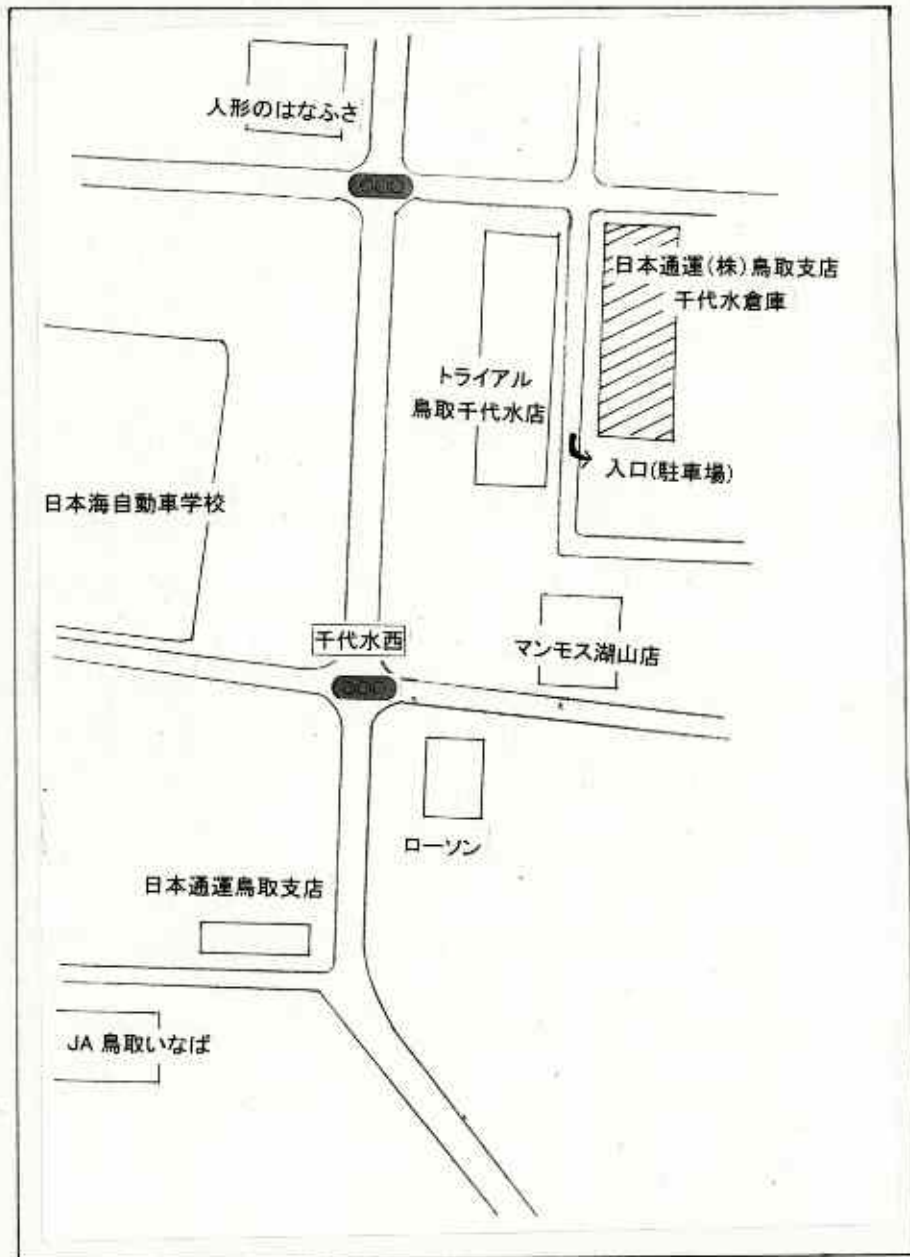 人形のはなふさ
日本通運(株)鳥取支店
千代水倉庫
トライアル
鳥取千代水店
入口(駐車場)
日本海自動車学校
千代水西
マンモス湖山店
ローソン
日本通運鳥取支店
JA 鳥取いなば